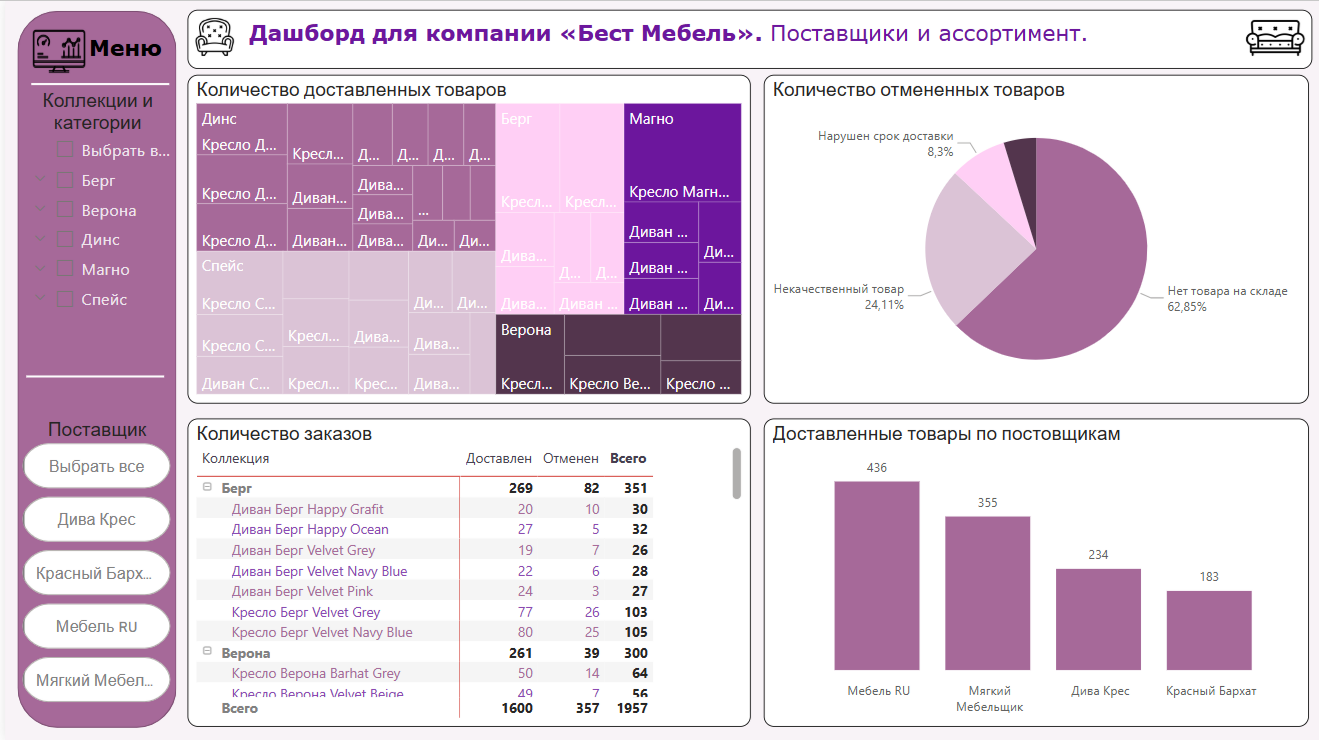 Меню
Коллекции и
категории
Выбрать в...
Берг
Верона
Динс
Магно
Спейс
Поставщик
Выбрать все
Дива Крес
Красный Барх...
Мебель RU
Мягкий Мебел...
Дашборд для компании «Бест Мебель». Поставщики и ассортимент.
Количество доставленных товаров
Динс
Кресло Д...
Кресло Д...
Кресло Д...
Кресл...
Диван...
Диван...
Д...
Д...
Д...
Д...
Дива...
Дива...
Дива...
...
Ди...
Ди...
Спейс
Кресло С...
Кресло С...
Диван С...
Кресл...
Кресл...
Дива...
Крес...
Ди...
Ди...
Дива...
Дива...
Берг
Кресл...
Кресл...
Дива...
Дива...
Д...
Д...
Диван ...
Магно
Кресло Магн...
Диван ...
Диван ...
Диван ...
Ди...
Ди...
Верона
Кресл...
Кресло Ве...
Кресло ...
Количество отмененных товаров
Нарушен срок доставки
8,3%
Некачественный товар
24,11%
Нет товара на складе
62,85%
Количество заказов
Коллекция Доставлен Отменен Всего
Берг 269 82 351
Диван Берг Happy Grafit 20 10 30
Диван Берг Happy Ocean 27 5 32
Диван Берг Velvet Grey 19 7 26
Диван Берг Velvet Navy Blue 22 6 28
Диван Берг Velvet Pink 24 3 27
Кресло Берг Velvet Grey 77 26 103
Кресло Берг Velvet Navy Blue 80 25 105
Верона 261 39 300
Кресло Верона Barhat Grey 50 14 64
Кресло Верона Velvet Beige 49 7 56
Всего 1600 357 1957
Доставленные товары по постовщикам
436
355
234
183
Мебель RU
Мягкий
Мебельщик
Дива Крес
Красный Бархат